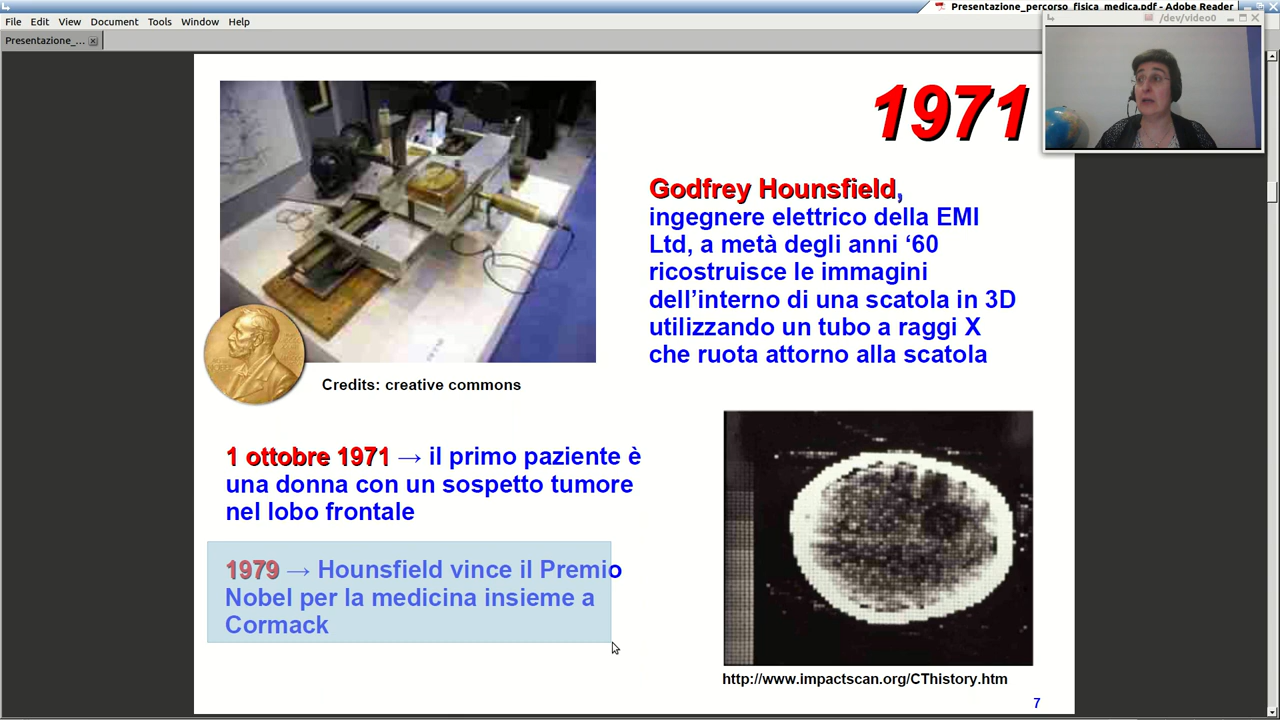 Presentazione_percorso_fisica_medica.pdf - Adobe Reader
File Edit View Document Tools Window Help
/dev/video0
Presentazione_...
1971
Godfrey Hounsfield,
ingegnere elettrico della EMI
Ltd, a metà degli anni ‘60
ricostruisce le immagini
dell’interno di una scatola in 3D
utilizzando un tubo a raggi X
che ruota attorno alla scatola
Credits: creative commons
1 ottobre 1971 → il primo paziente è
una donna con un sospetto tumore
nel lobo frontale
1979 → Hounsfield vince il Premio
Nobel per la medicina insieme a
Cormack
http://www.impactscan.org/CThistory.htm
7